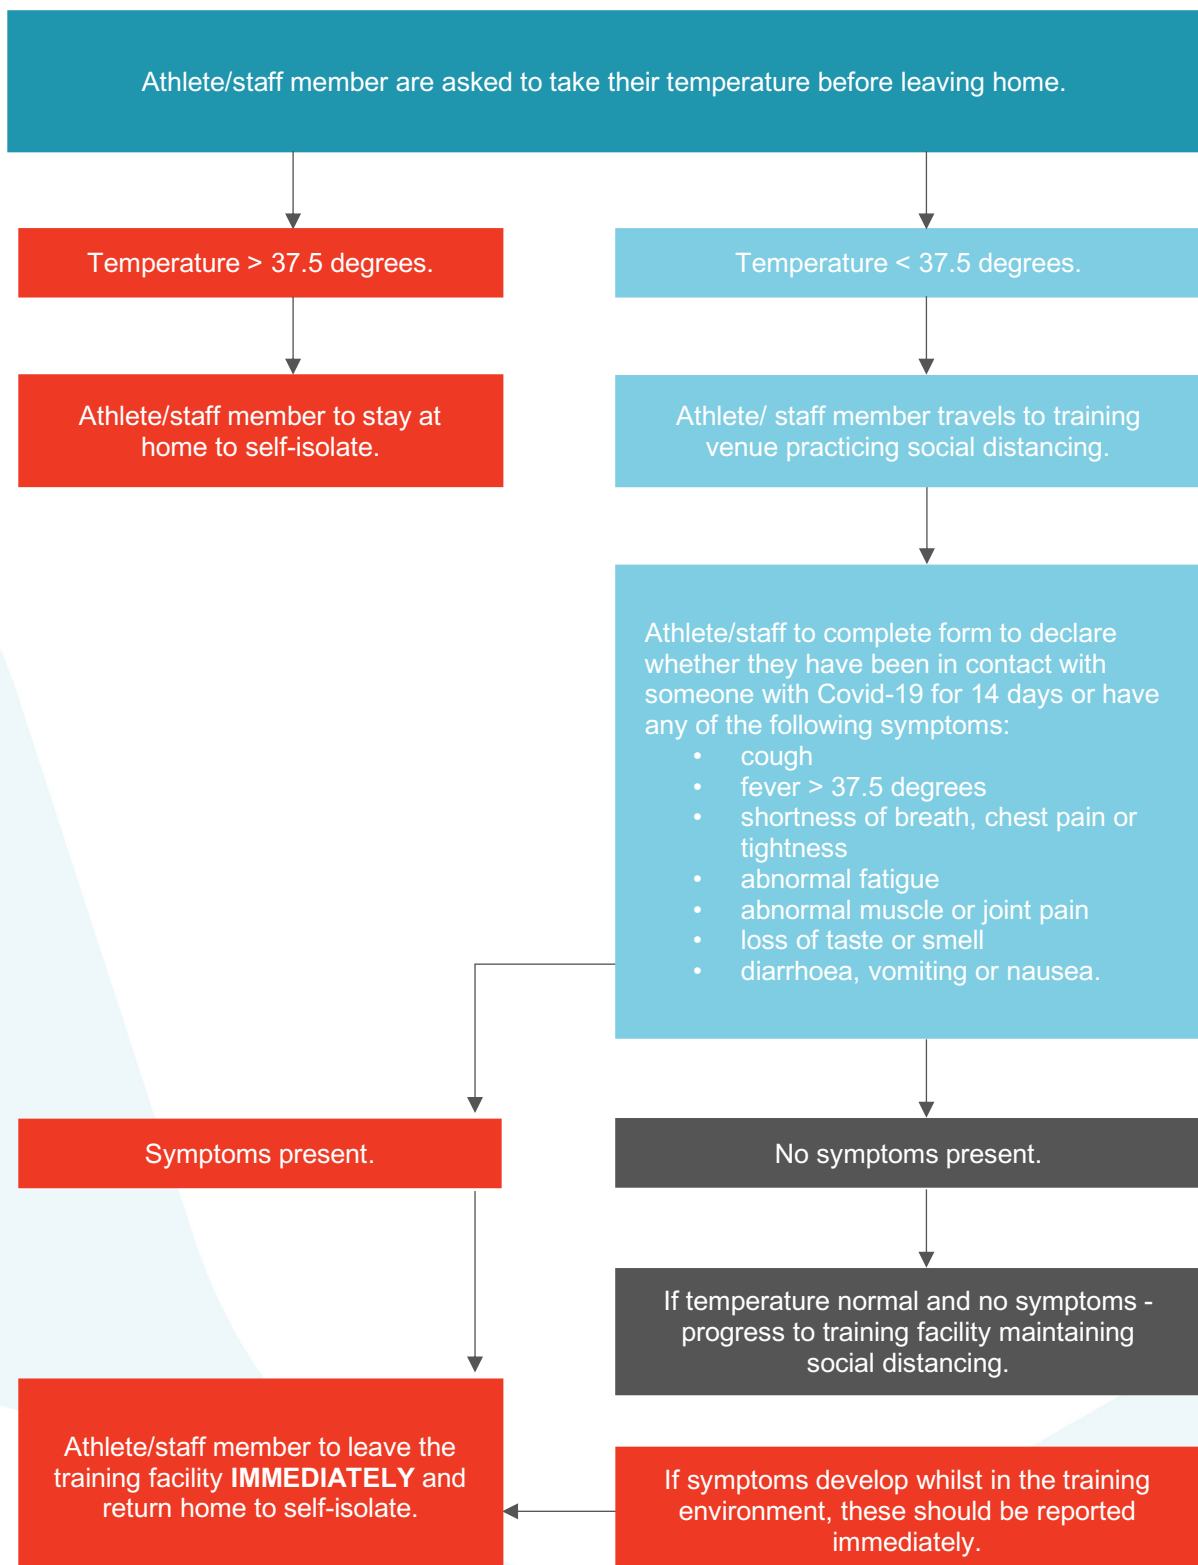 Athlete/staff member are asked to take their temperature before leaving home.
Temperature > 37.5 degrees.
Temperature < 37.5 degrees.
Athlete/staff member to stay at
home to self-isolate.
Athlete/ staff member travels to training
venue practicing social distancing.
Athlete/staff to complete form to declare
whether they have been in contact with
someone with Covid-19 for 14 days or have
any of the following symptoms:
• cough
• fever > 37.5 degrees
• shortness of breath, chest pain or
tightness
• abnormal fatigue
• abnormal muscle or joint pain
• loss of taste or smell
• diarrhoea, vomiting or nausea.
Symptoms present.
No symptoms present.
If temperature normal and no symptoms -
progress to training facility maintaining
social distancing.
Athlete/staff member to leave the
training facility IMMEDIATELY and
return home to self-isolate.
If symptoms develop whilst in the training
environment, these should be reported
immediately.